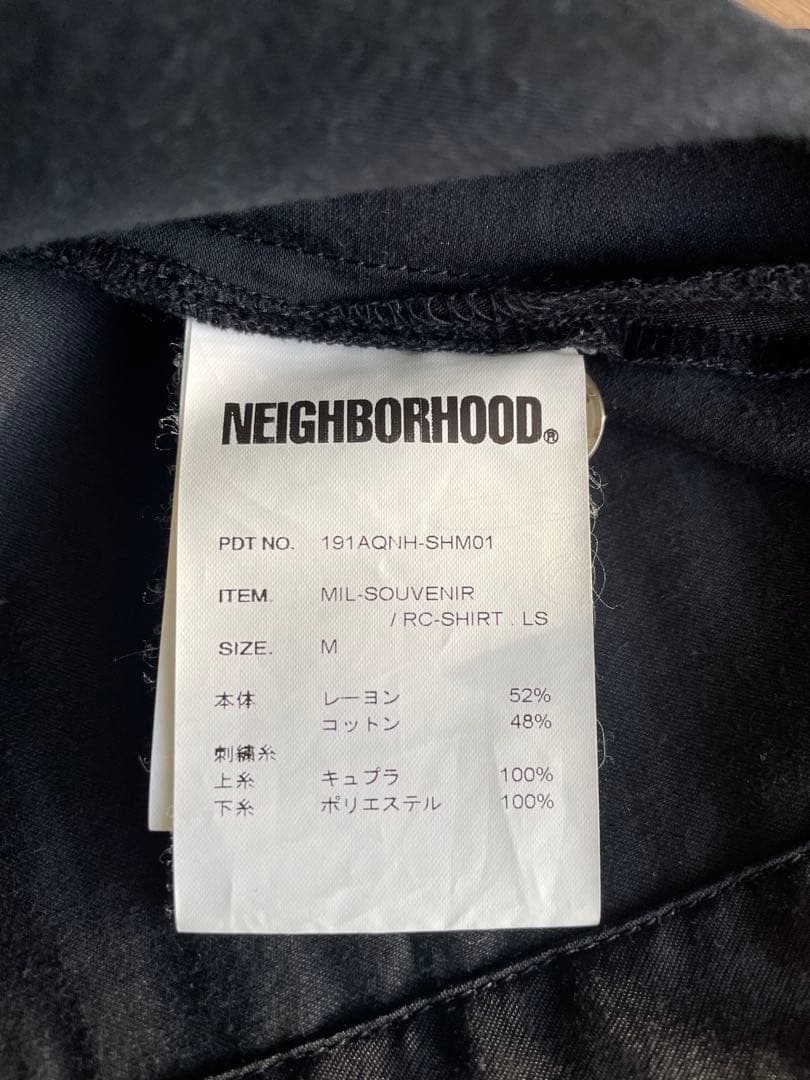 NEIGHBORHOOD®
PDT NO. 191AQNH-SHM01
ITEM. MIL-SOUVENIR
/ RC-SHIRT . LS
SIZE. M
本体 レーヨン 52%
コットン 48%
刺繍糸
上糸 キュプラ 100%
下糸 ポリエステル 100%